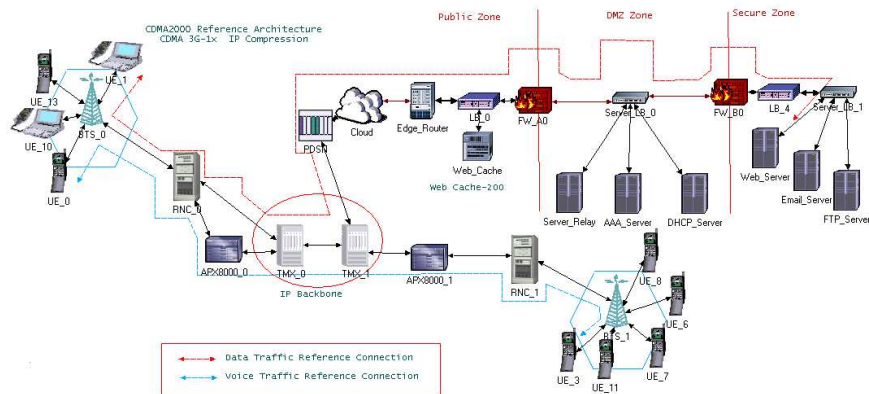 CDMA2000 Reference Architecture
CDMA 3G-1x IP Compression
Public Zone
DMZ Zone
Secure Zone
UE_1
UE_13
BTS_0
UE_10
UE_0
RNC_0
APX8000_0
TMX_0
TMX_1
IP Backbone
PDSN
Cloud
Edge_Router
LB_0
Web_Cache
Web Cache-200
FW_A0
Server_LB_0
Server_Relay
AAA_Server
DHCP_Server
FW_B0
LB_4
Server_LB_1
Web_Server
Email_Server
FTP_Server
APX8000_1
RNC_1
BTS_1
UE_8
UE_6
UE_7
UE_11
UE_3
Data Traffic Reference Connection
Voice Traffic Reference Connection